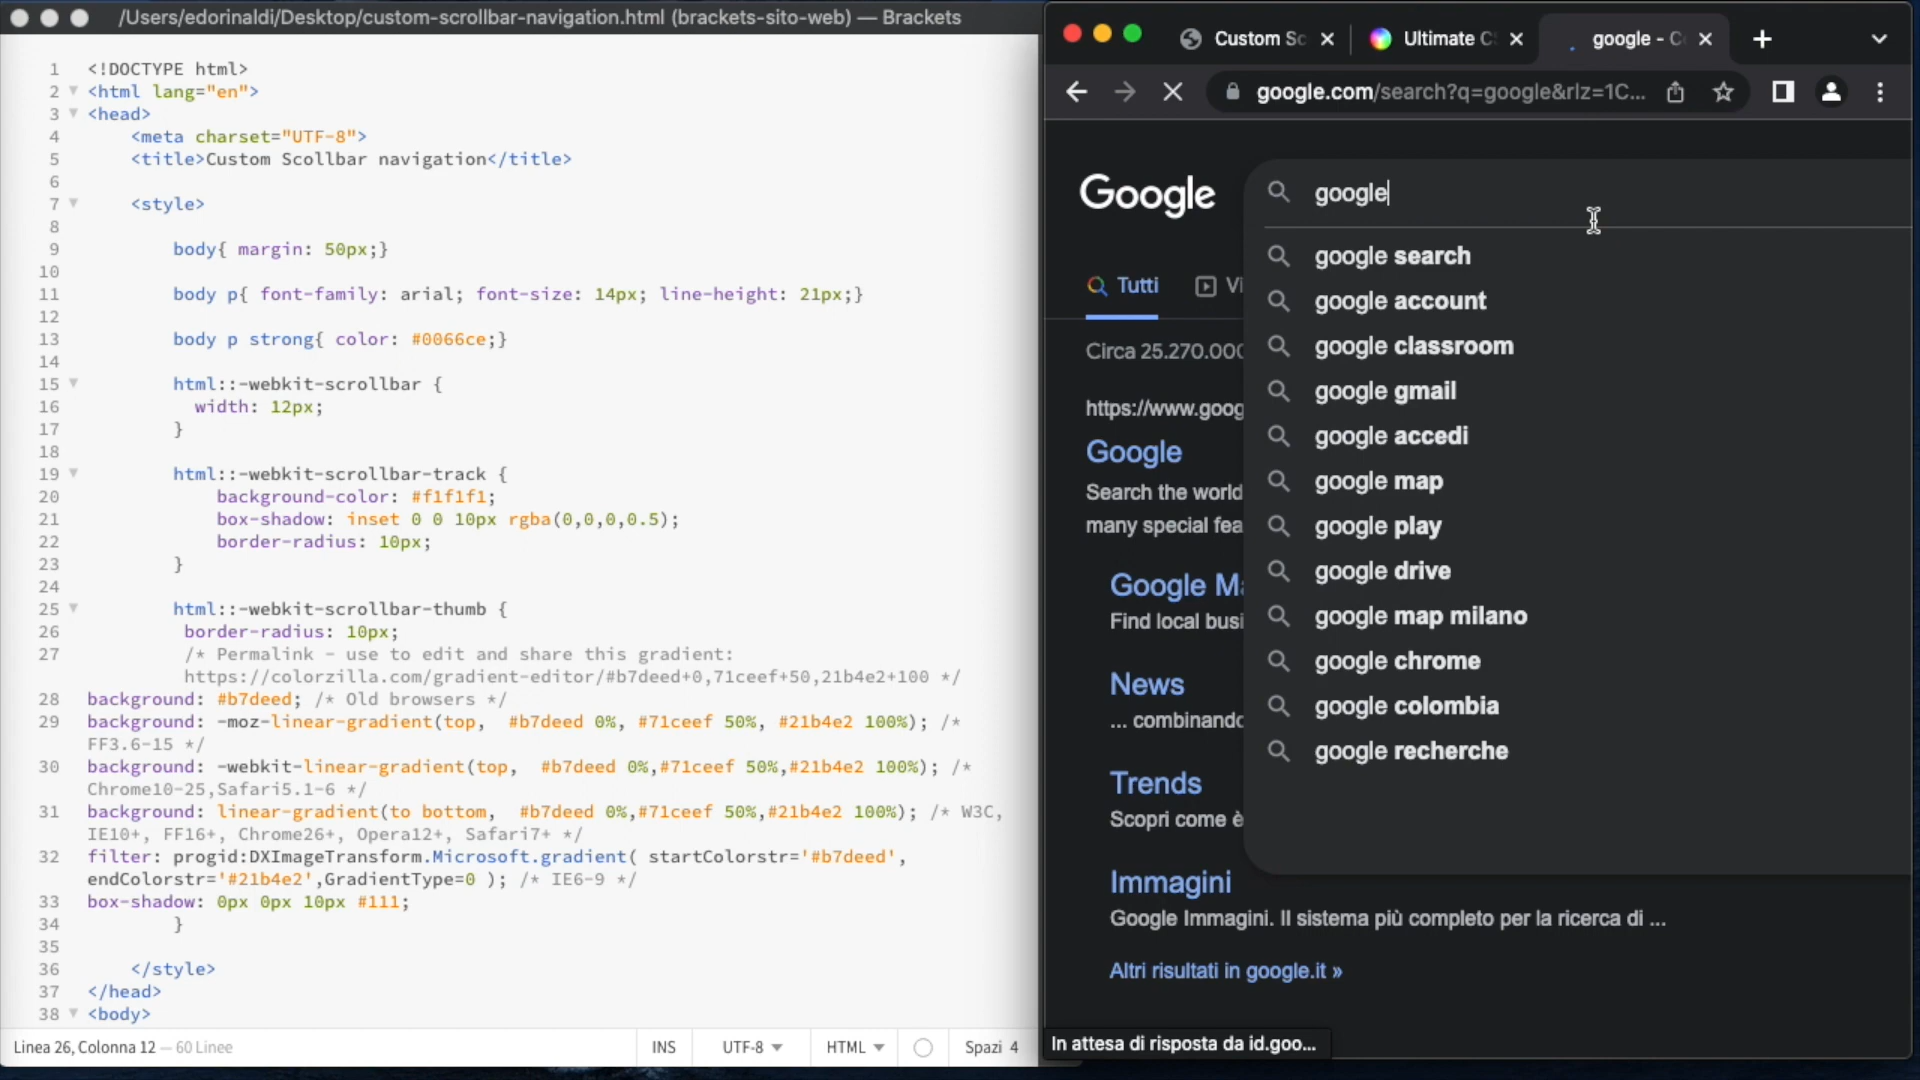 /Users/edorinaldi/Desktop/custom-scrollbar-navigation.html (brackets-sito-web) — Brackets
1 <!DOCTYPE html>
2 <html lang="en">
3 <head>
4 <meta charset="UTF-8">
5 <title>Custom Scollbar navigation</title>
6
7 <style>
8
9 body{ margin: 50px;}
10
11 body p{ font-family: arial; font-size: 14px; line-height: 21px;}
12
13 body p strong{ color: #0066ce;}
14
15 html::-webkit-scrollbar {
16 width: 12px;
17 }
18
19 html::-webkit-scrollbar-track {
20 background-color: #f1f1f1;
21 box-shadow: inset 0 0 10px rgba(0,0,0,0.5);
22 border-radius: 10px;
23 }
24
25 html::-webkit-scrollbar-thumb {
26 border-radius: 10px;
27 /* Permalink - use to edit and share this gradient:
https://colorzilla.com/gradient-editor/#b7deed+0,71ceef+50,21b4e2+100 */
28 background: #b7deed; /* Old browsers */
29 background: -moz-linear-gradient(top, #b7deed 0%, #71ceef 50%, #21b4e2 100%); /*
FF3.6-15 */
30 background: -webkit-linear-gradient(top, #b7deed 0%,#71ceef 50%,#21b4e2 100%); /*
Chrome10-25,Safari5.1-6 */
31 background: linear-gradient(to bottom, #b7deed 0%,#71ceef 50%,#21b4e2 100%); /* W3C,
IE10+, FF16+, Chrome26+, Opera12+, Safari7+ */
32 filter: progid:DXImageTransform.Microsoft.gradient( startColorstr='#b7deed',
endColorstr='#21b4e2',GradientType=0 ); /* IE6-9 */
33 box-shadow: 0px 0px 10px #111;
34 }
35
36 </style>
37 </head>
38 <body>
Linea 26, Colonna 12 — 60 Linee
INS
UTF-8
HTML
Spazi 4
Custom Sc
Ultimate C
google - C
google.com/search?q=google&rlz=1C...
Google
google
Tutti
Vi
Circa 25.270.000
https://www.goog
Google
Search the world
many special fea
Google Ma
Find local busi
News
... combinando
Trends
Scopri come è
Immagini
Google Immagini. Il sistema più completo per la ricerca di ...
Altri risultati in google.it »
google search
google account
google classroom
google gmail
google accedi
google map
google play
google drive
google map milano
google chrome
google colombia
google recherche
In attesa di risposta da id.goo...